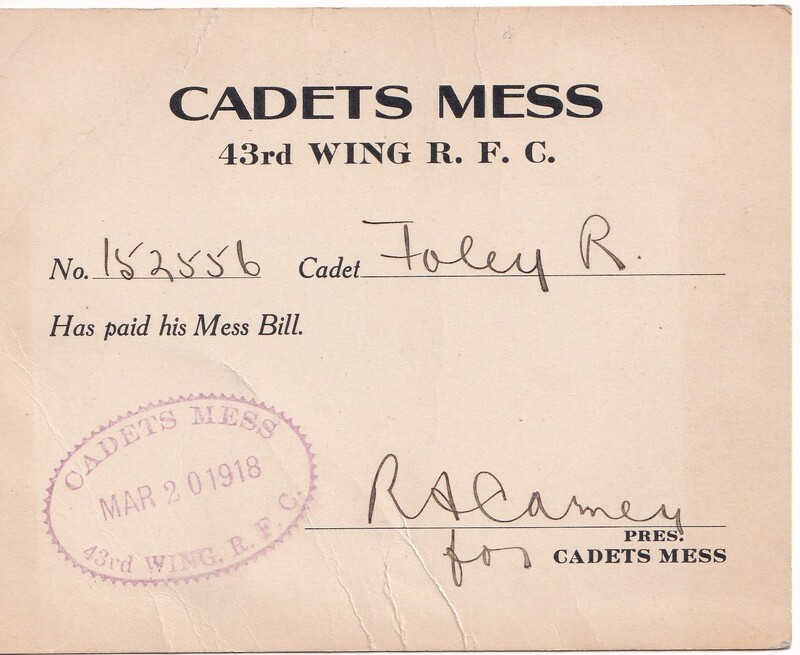 CADETS MESS
43rd WING R. F. C.
No. 152556 Cadet Foley R.
Has paid his Mess Bill.
CADETS MESS
MAR 20 1918
43rd WING. R. F. C.
R A Carney
PRES.
for CADETS MESS